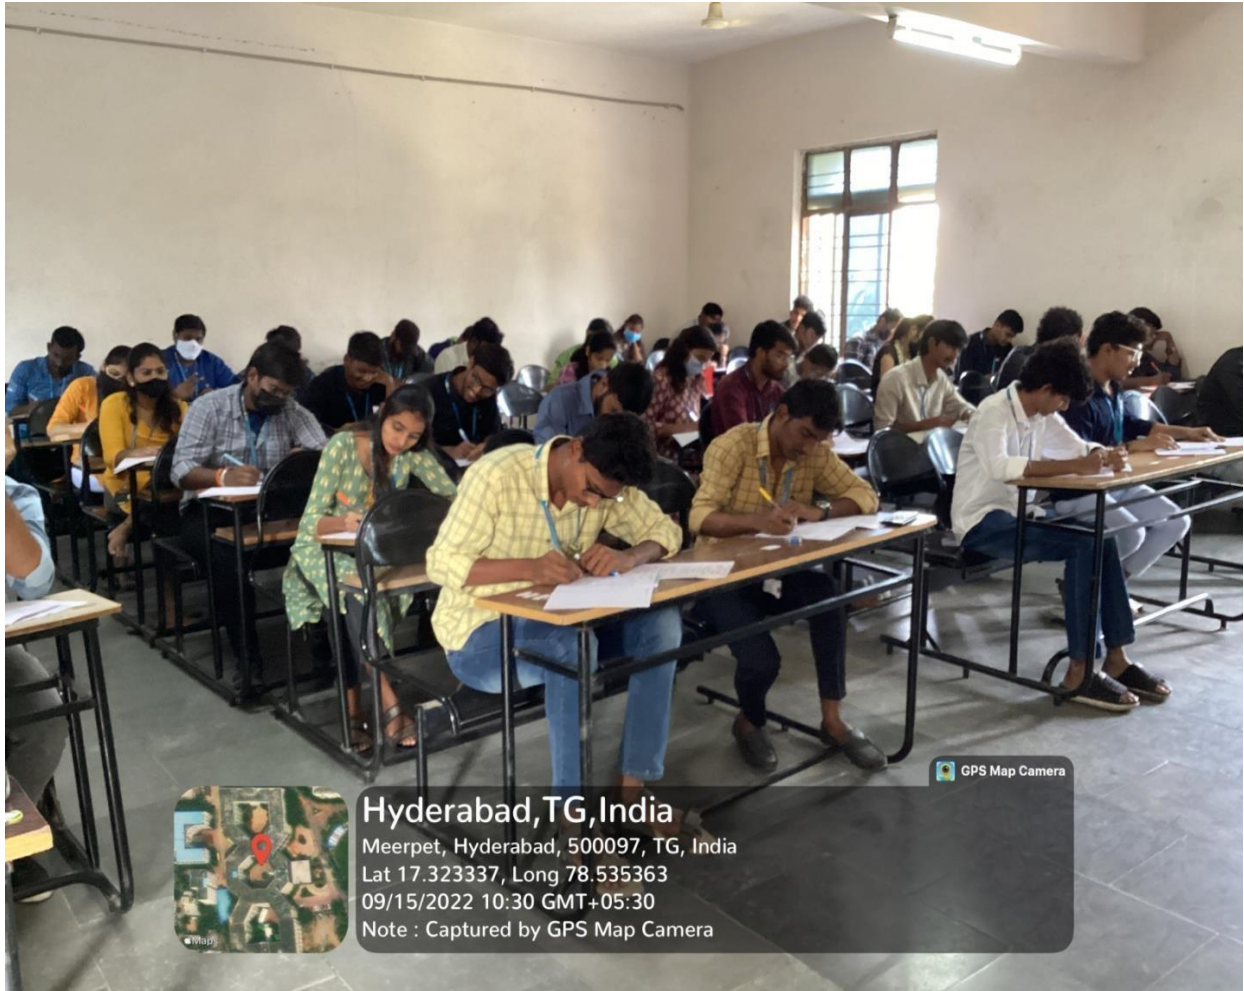 GPS Map Camera
Hyderabad,TG,India
Meerpet, Hyderabad, 500097, TG, India
Lat 17.323337, Long 78.535363
09/15/2022 10:30 GMT+05:30
Note : Captured by GPS Map Camera
Maps